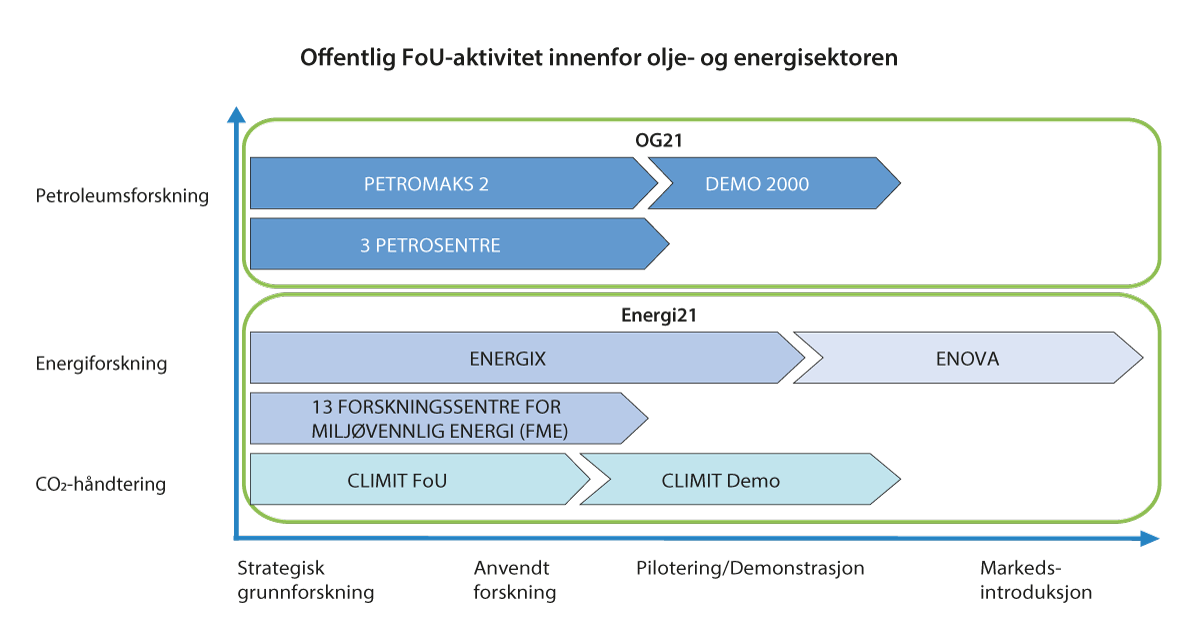 Offentlig FoU-aktivitet innenfor olje- og energisektoren
OG21
Petroleumsforskning
PETROMAKS 2
DEMO 2000
3 PETROSENTRE
Energi21
Energiforskning
ENERGIX
ENOVA
13 FORSKNINGSSENTRE FOR
MILJØVENNLIG ENERGI (FME)
CO₂-håndtering
CLIMIT FoU
CLIMIT Demo
Strategisk
grunnforskning
Anvendt
forskning
Pilotering/Demonstrasjon
Markeds-
introduksjon